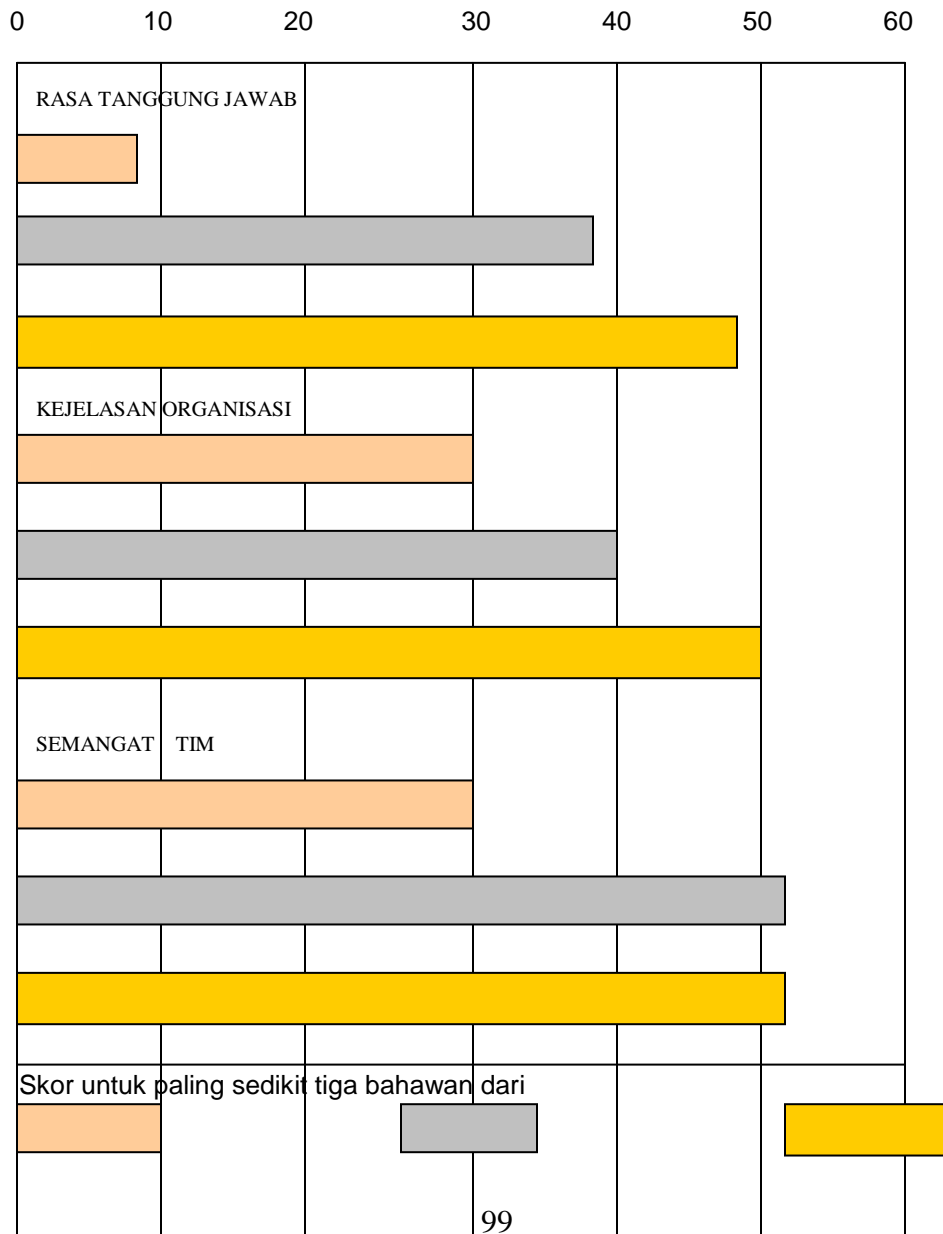 0 10 20 30 40 50 60
RASA TANGGUNG JAWAB
KEJELASAN ORGANISASI
SEMANGAT TIM
Skor untuk paling sedikit tiga bahawan dari
99